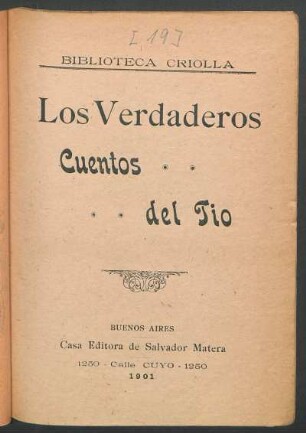 [I,19]
BIBLIOTECA CRIOLLA
Los Verdaderos
Cuentos
del Tio
BUENOS AIRES
Casa Editora de Salvador Matera
1250 - Calle CUYO - 1250
1901